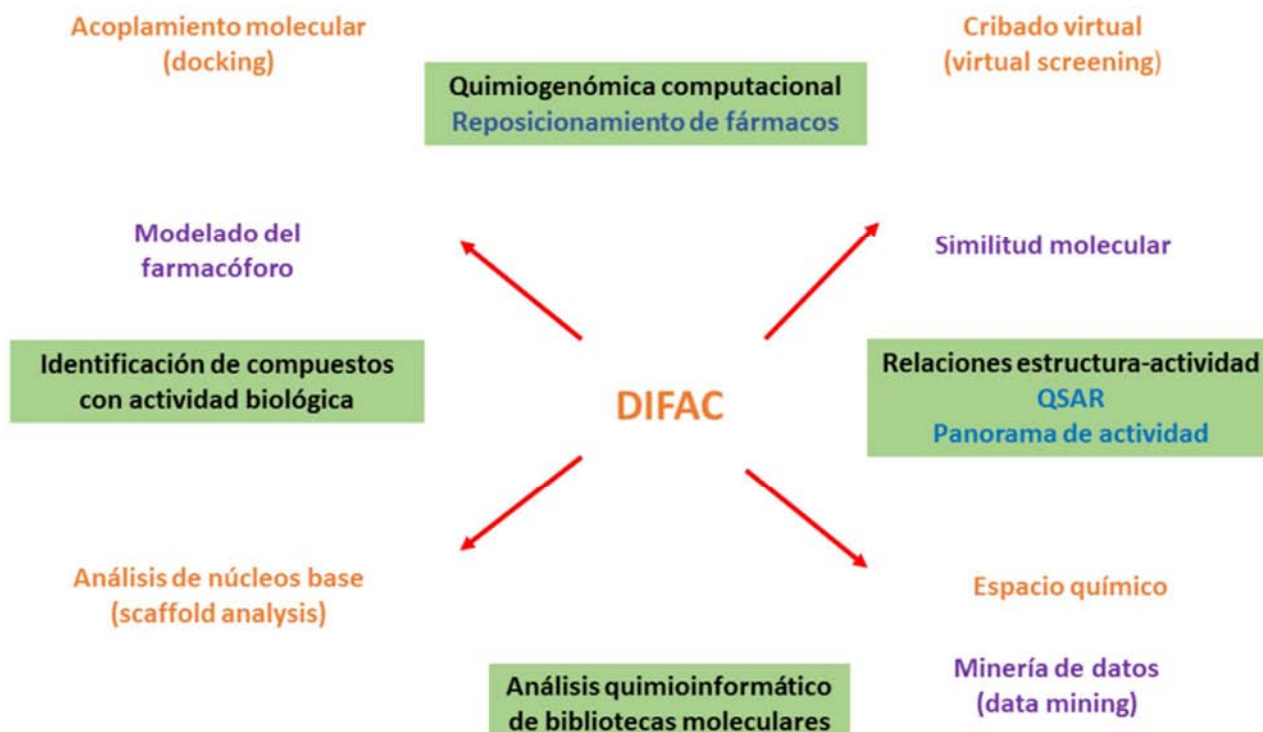 Acoplamiento molecular
(docking)
Cribado virtual
(virtual screening)
Quimiogenómica computacional
Reposicionamiento de fármacos
Modelado del
farmacóforo
Similitud molecular
Identificación de compuestos
con actividad biológica
DIFAC
Relaciones estructura-actividad
QSAR
Panorama de actividad
Análisis de núcleos base
(scaffold analysis)
Espacio químico
Minería de datos
(data mining)
Análisis quimioinformático
de bibliotecas moleculares